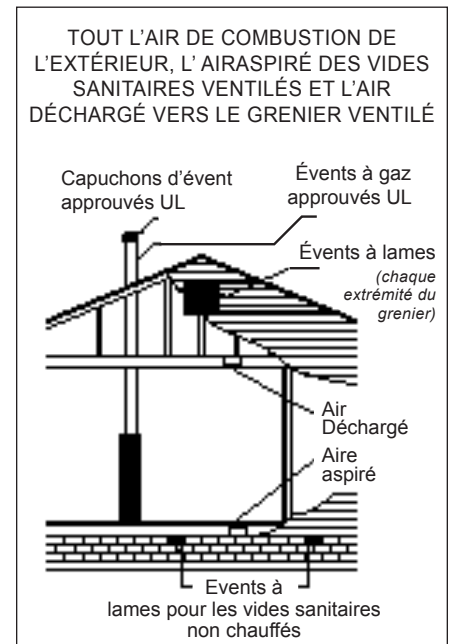 TOUT L'AIR DE COMBUSTION DE
L'EXTÉRIEUR, L' AIRASPIRÉ DES VIDES
SANITAIRES VENTILÉS ET L'AIR
DÉCHARGÉ VERS LE GRENIER VENTILÉ
Capuchons d'évent
approuvés UL
Évents à gaz
approuvés UL
Évents à lames
(chaque
extrémité du
grenier)
Air
Déchargé
Aire
aspiré
Events à
lames pour les vides sanitaires
non chauffés